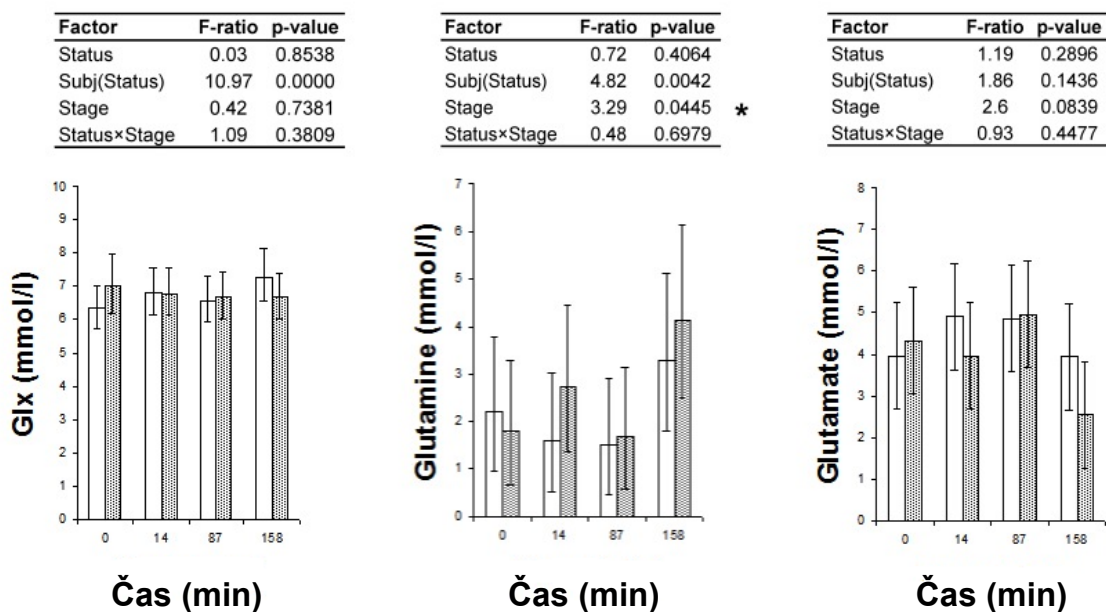 Factor F-ratio p-value
Status 0.03 0.8538
Subj(Status) 10.97 0.0000
Stage 0.42 0.7381
Status×Stage 1.09 0.3809
Glx (mmol/l)
10
9
8
7
6
5
4
3
2
1
0
0 14 87 158
Čas (min)
Factor F-ratio p-value
Status 0.72 0.4064
Subj(Status) 4.82 0.0042
Stage 3.29 0.0445 *
Status×Stage 0.48 0.6979
Glutamine (mmol/l)
7
6
5
4
3
2
1
0
0 14 87 158
Čas (min)
Factor F-ratio p-value
Status 1.19 0.2896
Subj(Status) 1.86 0.1436
Stage 2.6 0.0839
Status×Stage 0.93 0.4477
Glutamate (mmol/l)
8
7
6
5
4
3
2
1
0
0 14 87 158
Čas (min)